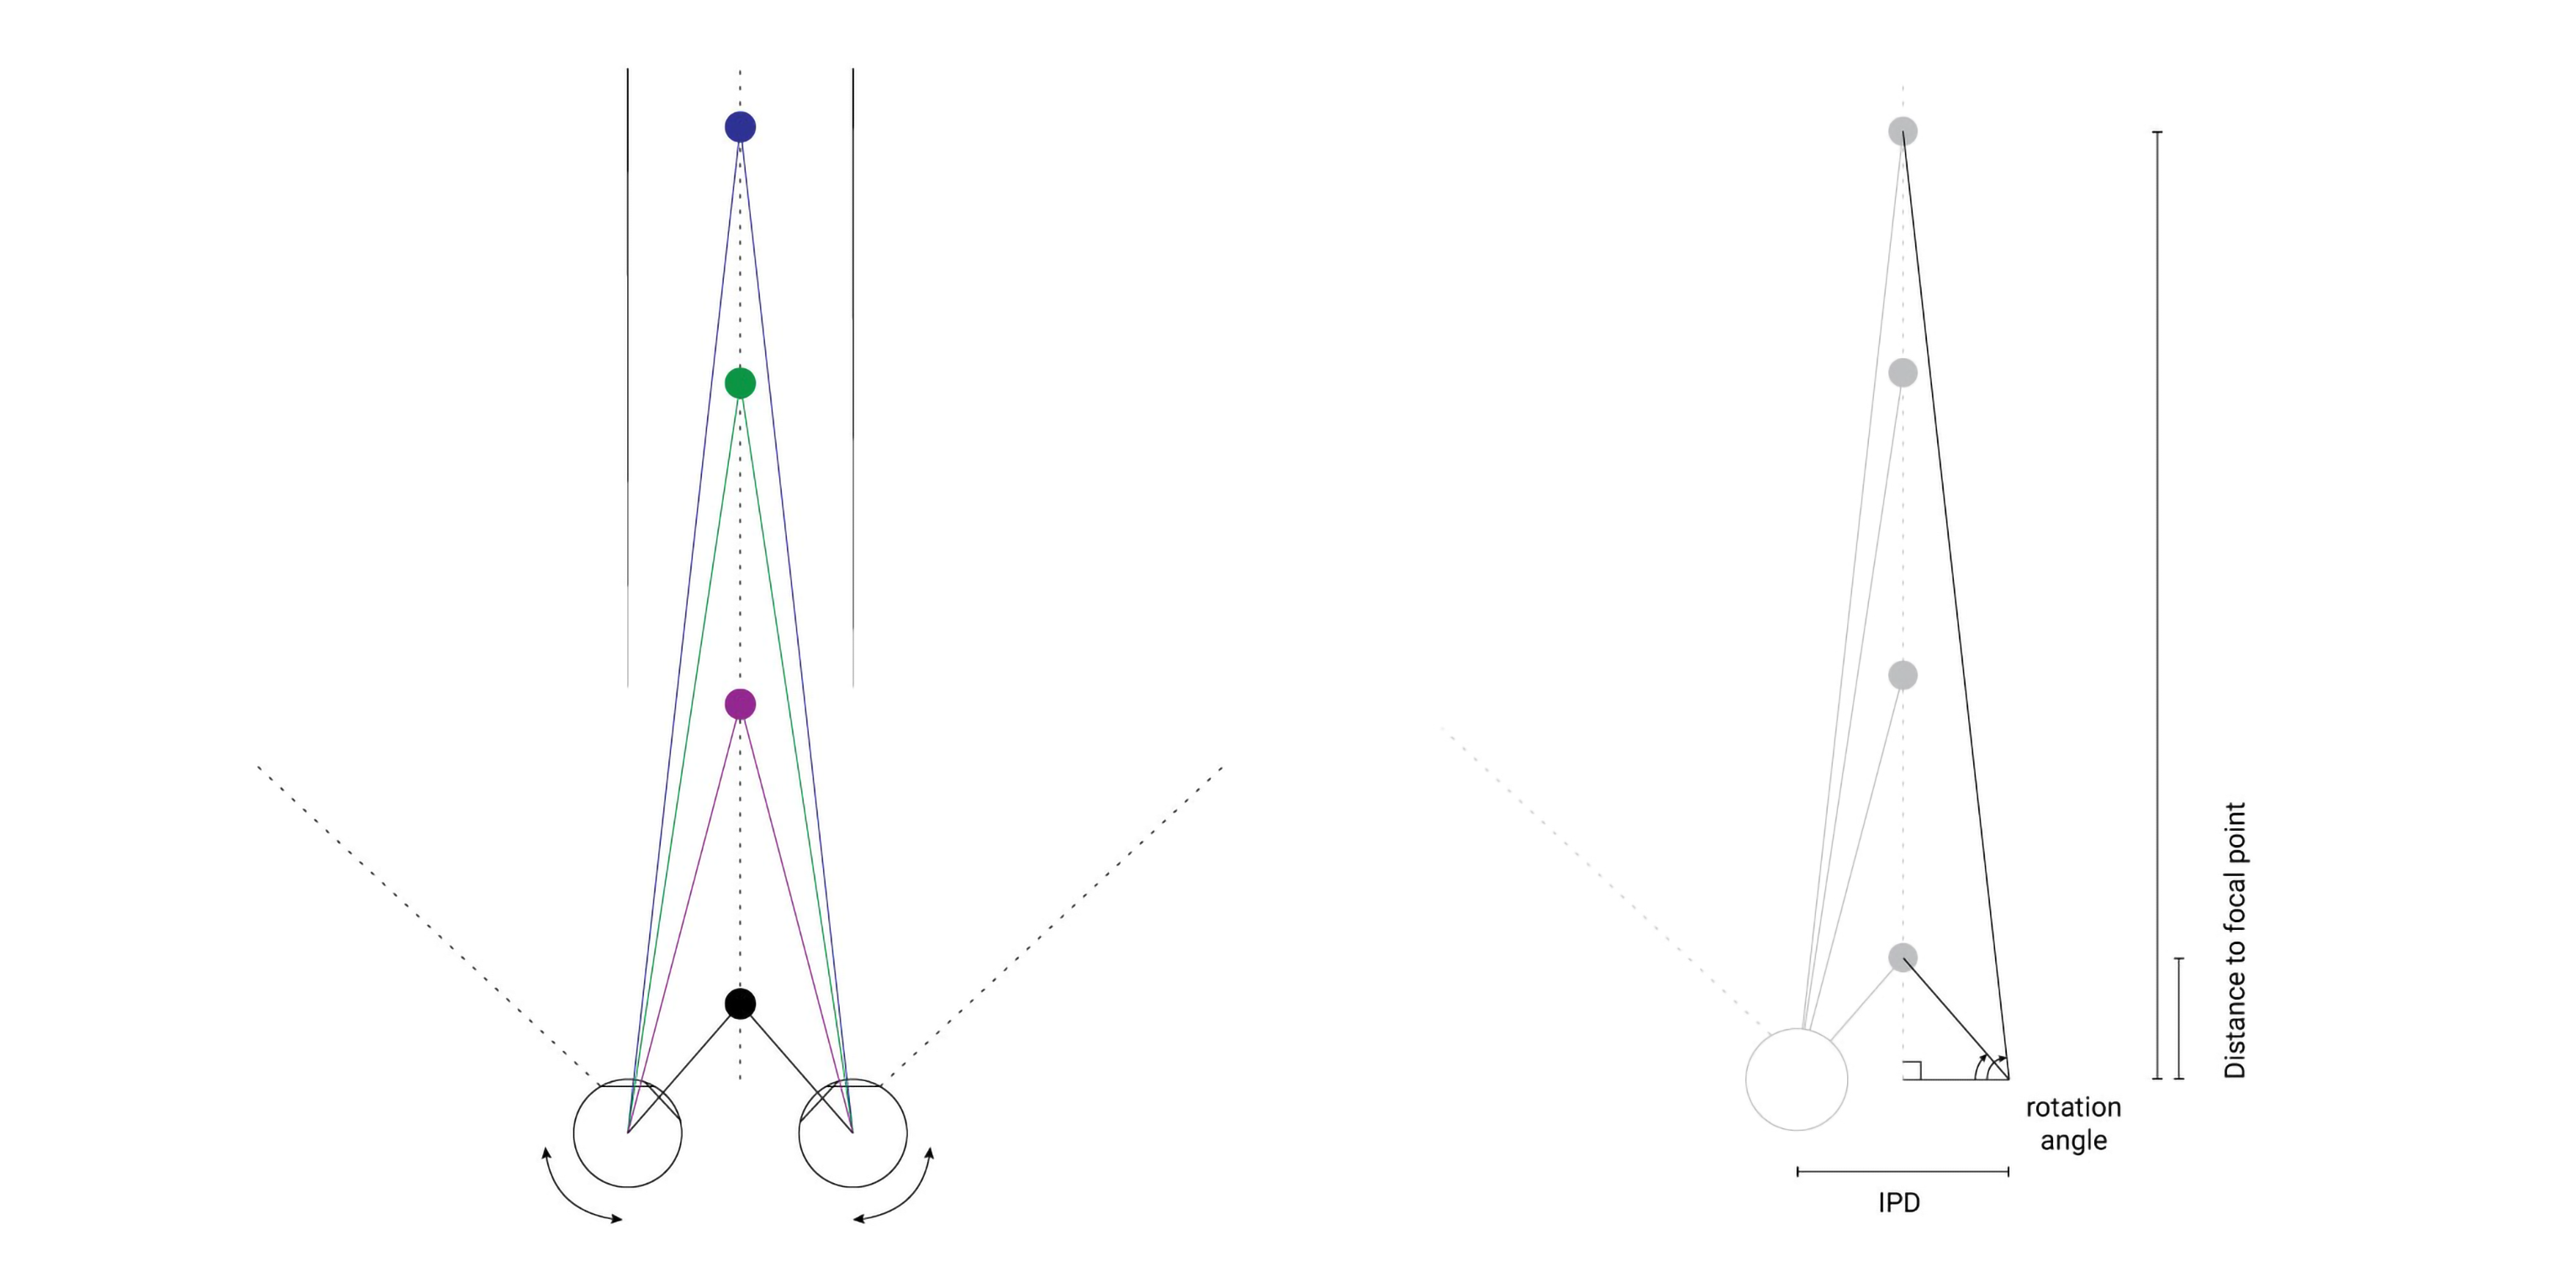 Distance to focal point
rotation
angle
IPD